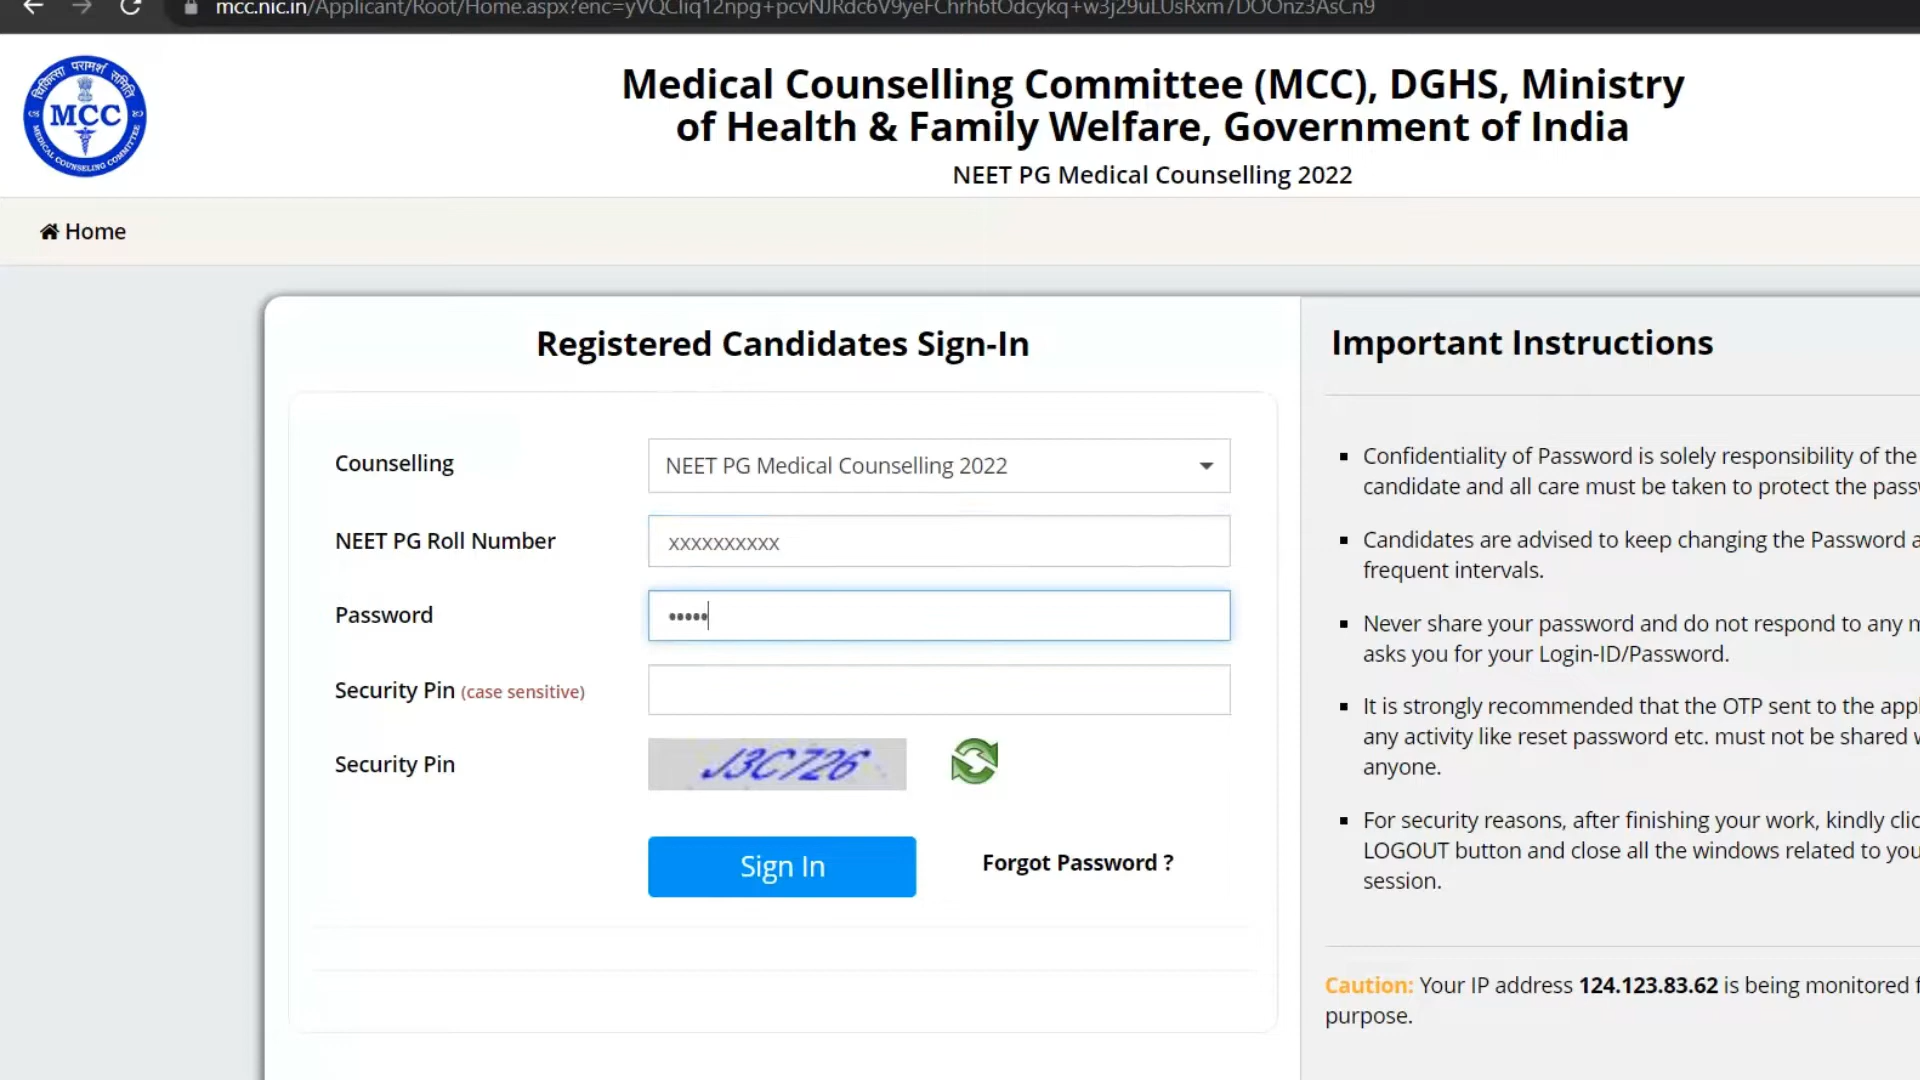 mcc.nic.in/Applicant/Root/Home.aspx?enc=yVQCliq12npg+pcvNJRdc6V9yeFChrh6tOdcykq+w3j29uLUsRxm7DOOnz3AsCn9
चिकित्सा परामर्श समिति
MCC
MEDICAL COUNSELING COMMITTEE
Medical Counselling Committee (MCC), DGHS, Ministry
of Health & Family Welfare, Government of India
NEET PG Medical Counselling 2022
Home
Registered Candidates Sign-In
Counselling
NEET PG Medical Counselling 2022
NEET PG Roll Number
xxxxxxxxxx
Password
•••••
Security Pin (case sensitive)
Security Pin
J3C726
Sign In
Forgot Password ?
Important Instructions
Confidentiality of Password is solely responsibility of the
candidate and all care must be taken to protect the pass
Candidates are advised to keep changing the Password a
frequent intervals.
Never share your password and do not respond to any m
asks you for your Login-ID/Password.
It is strongly recommended that the OTP sent to the appl
any activity like reset password etc. must not be shared w
anyone.
For security reasons, after finishing your work, kindly clic
LOGOUT button and close all the windows related to you
session.
Caution: Your IP address 124.123.83.62 is being monitored f
purpose.